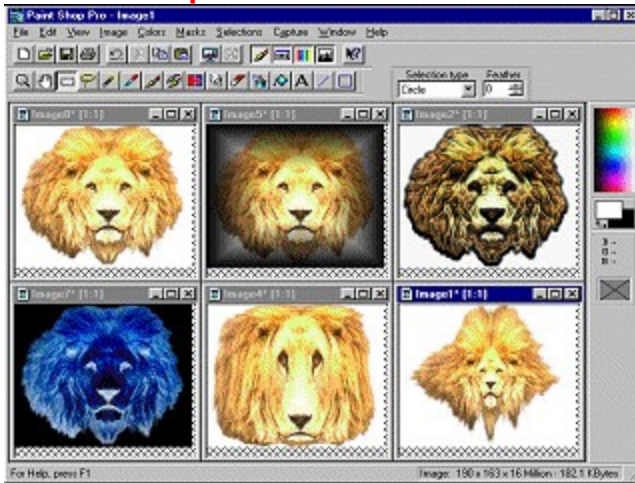 Paint Shop Pro - Image1
File Edit View Image Colors Masks Selections Capture Window Help
Selection type Feather
Circle 0
A
Image8* [1:1] Image5* [1:1] Image2* [1:1]
Image7* [1:1] Image4* [1:1] Image1* [1:1]
For Help, press F1 Image: 190 x 163 x 16 Million - 182.1 KBytes